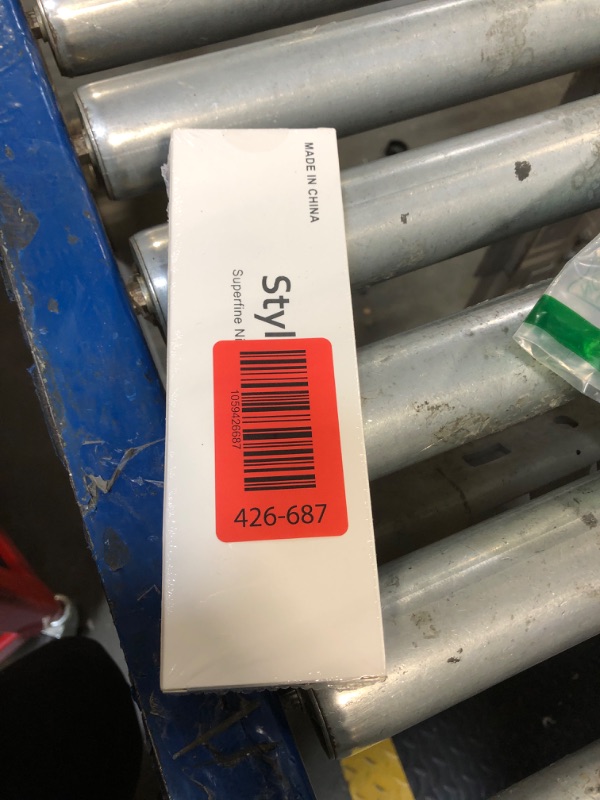 MADE IN CHINA
Styl
Superfine
1059426687
426-687